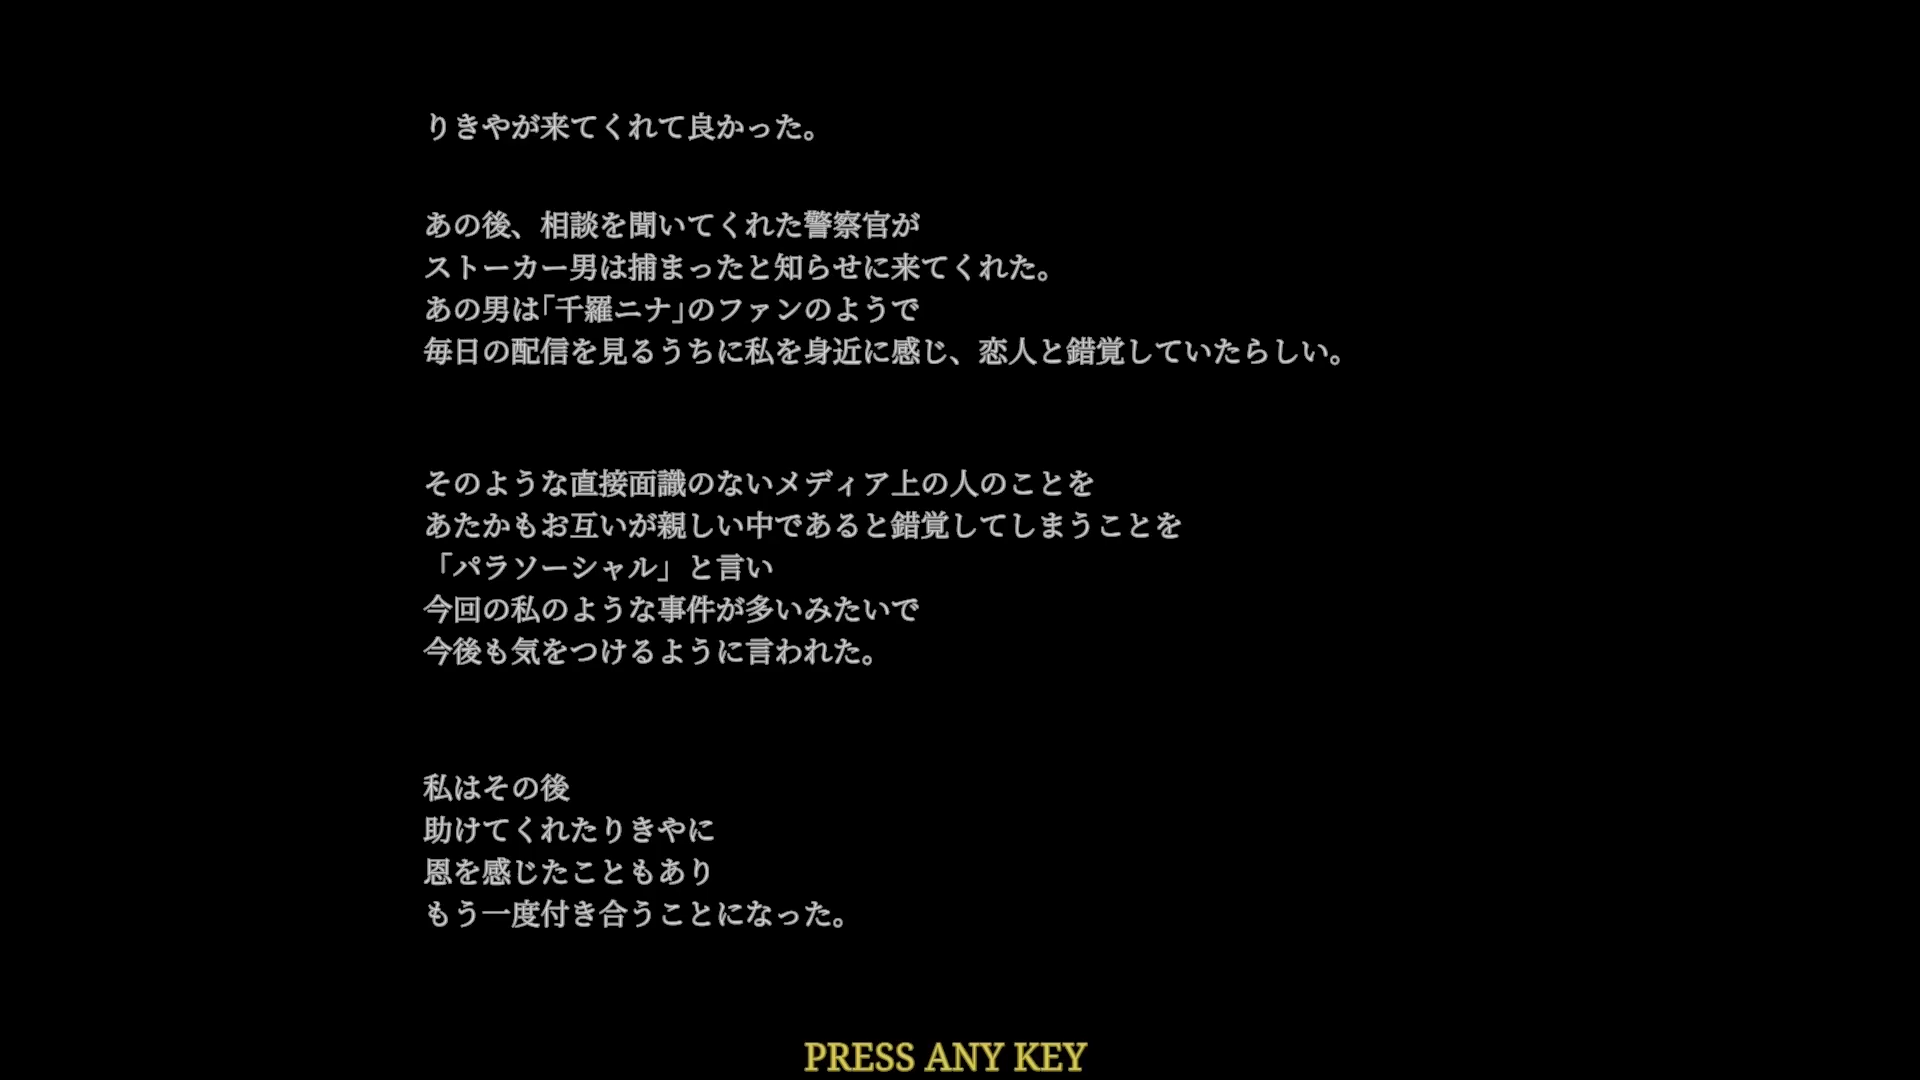 りきやが来てくれて良かった。
あの後、相談を聞いてくれた警察官が
ストーカー男は捕まったと知らせに来てくれた。
あの男は｢千羅ニナ｣のファンのようで
毎日の配信を見るうちに私を身近に感じ、恋人と錯覚していたらしい。
そのような直接面識のないメディア上の人のことを
あたかもお互いが親しい中であると錯覚してしまうことを
「パラソーシャル」と言い
今回の私のような事件が多いみたいで
今後も気をつけるように言われた。
私はその後
助けてくれたりきやに
恩を感じたこともあり
もう一度付き合うことになった。
PRESS ANY KEY